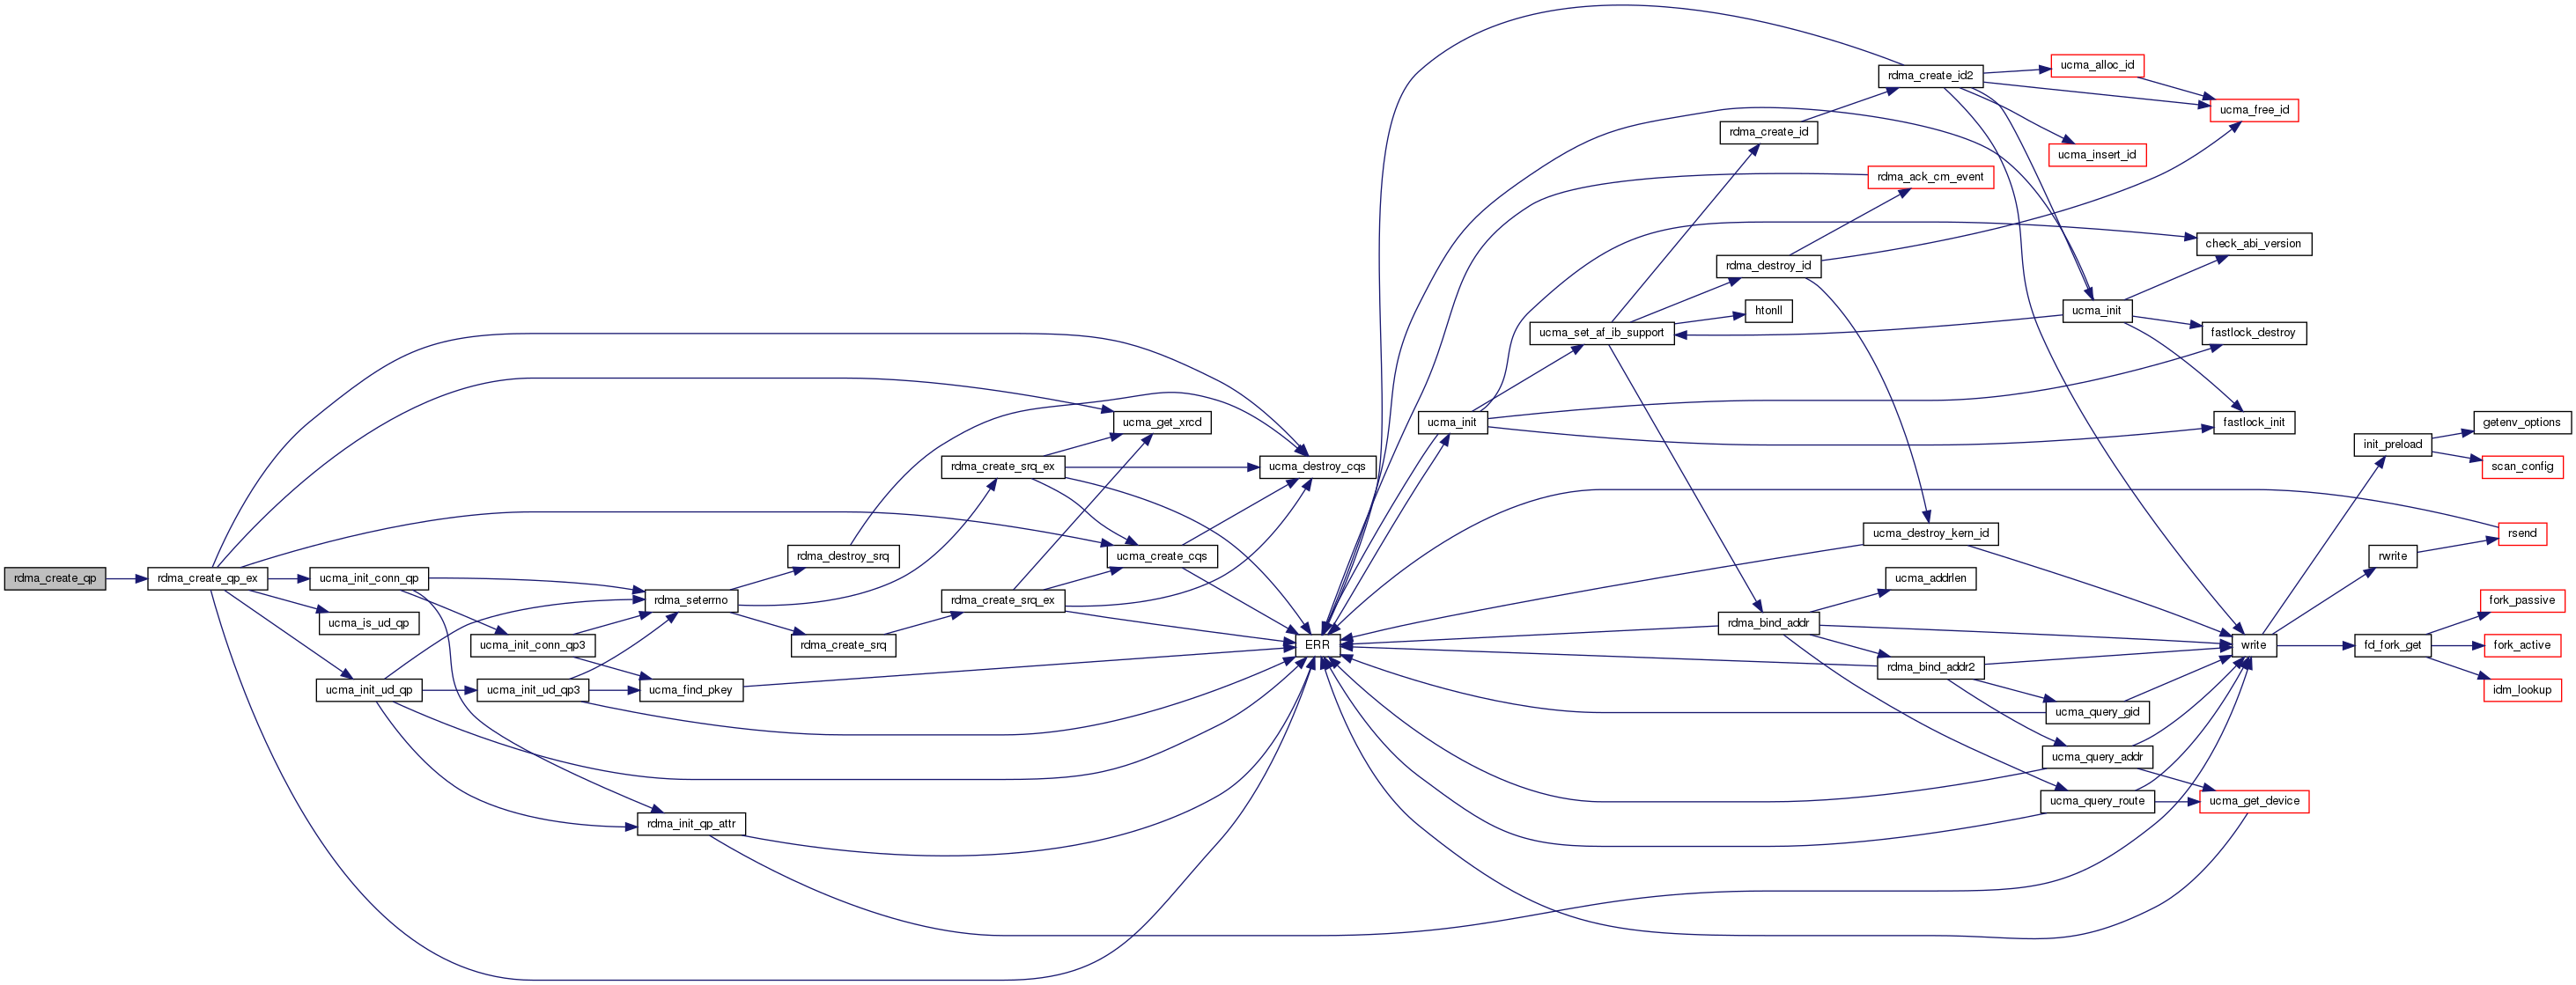 rdma_create_qp
rdma_create_qp_ex
ucma_init_conn_qp
ucma_is_ud_qp
ucma_init_ud_qp
ucma_init_conn_qp3
ucma_init_ud_qp3
rdma_seterrno
ucma_find_pkey
rdma_init_qp_attr
rdma_destroy_srq
rdma_create_srq
rdma_create_srq_ex
rdma_create_srq_ex
ucma_get_xrcd
ucma_create_cqs
ucma_destroy_cqs
ERR
ucma_init
ucma_set_af_ib_support
rdma_create_id
rdma_destroy_id
htonll
rdma_bind_addr
rdma_create_id2
rdma_ack_cm_event
ucma_destroy_kern_id
ucma_addrlen
rdma_bind_addr2
ucma_alloc_id
ucma_insert_id
ucma_init
ucma_query_gid
ucma_query_addr
ucma_query_route
ucma_free_id
check_abi_version
fastlock_destroy
fastlock_init
write
ucma_get_device
init_preload
rwrite
fd_fork_get
getenv_options
scan_config
rsend
fork_passive
fork_active
idm_lookup